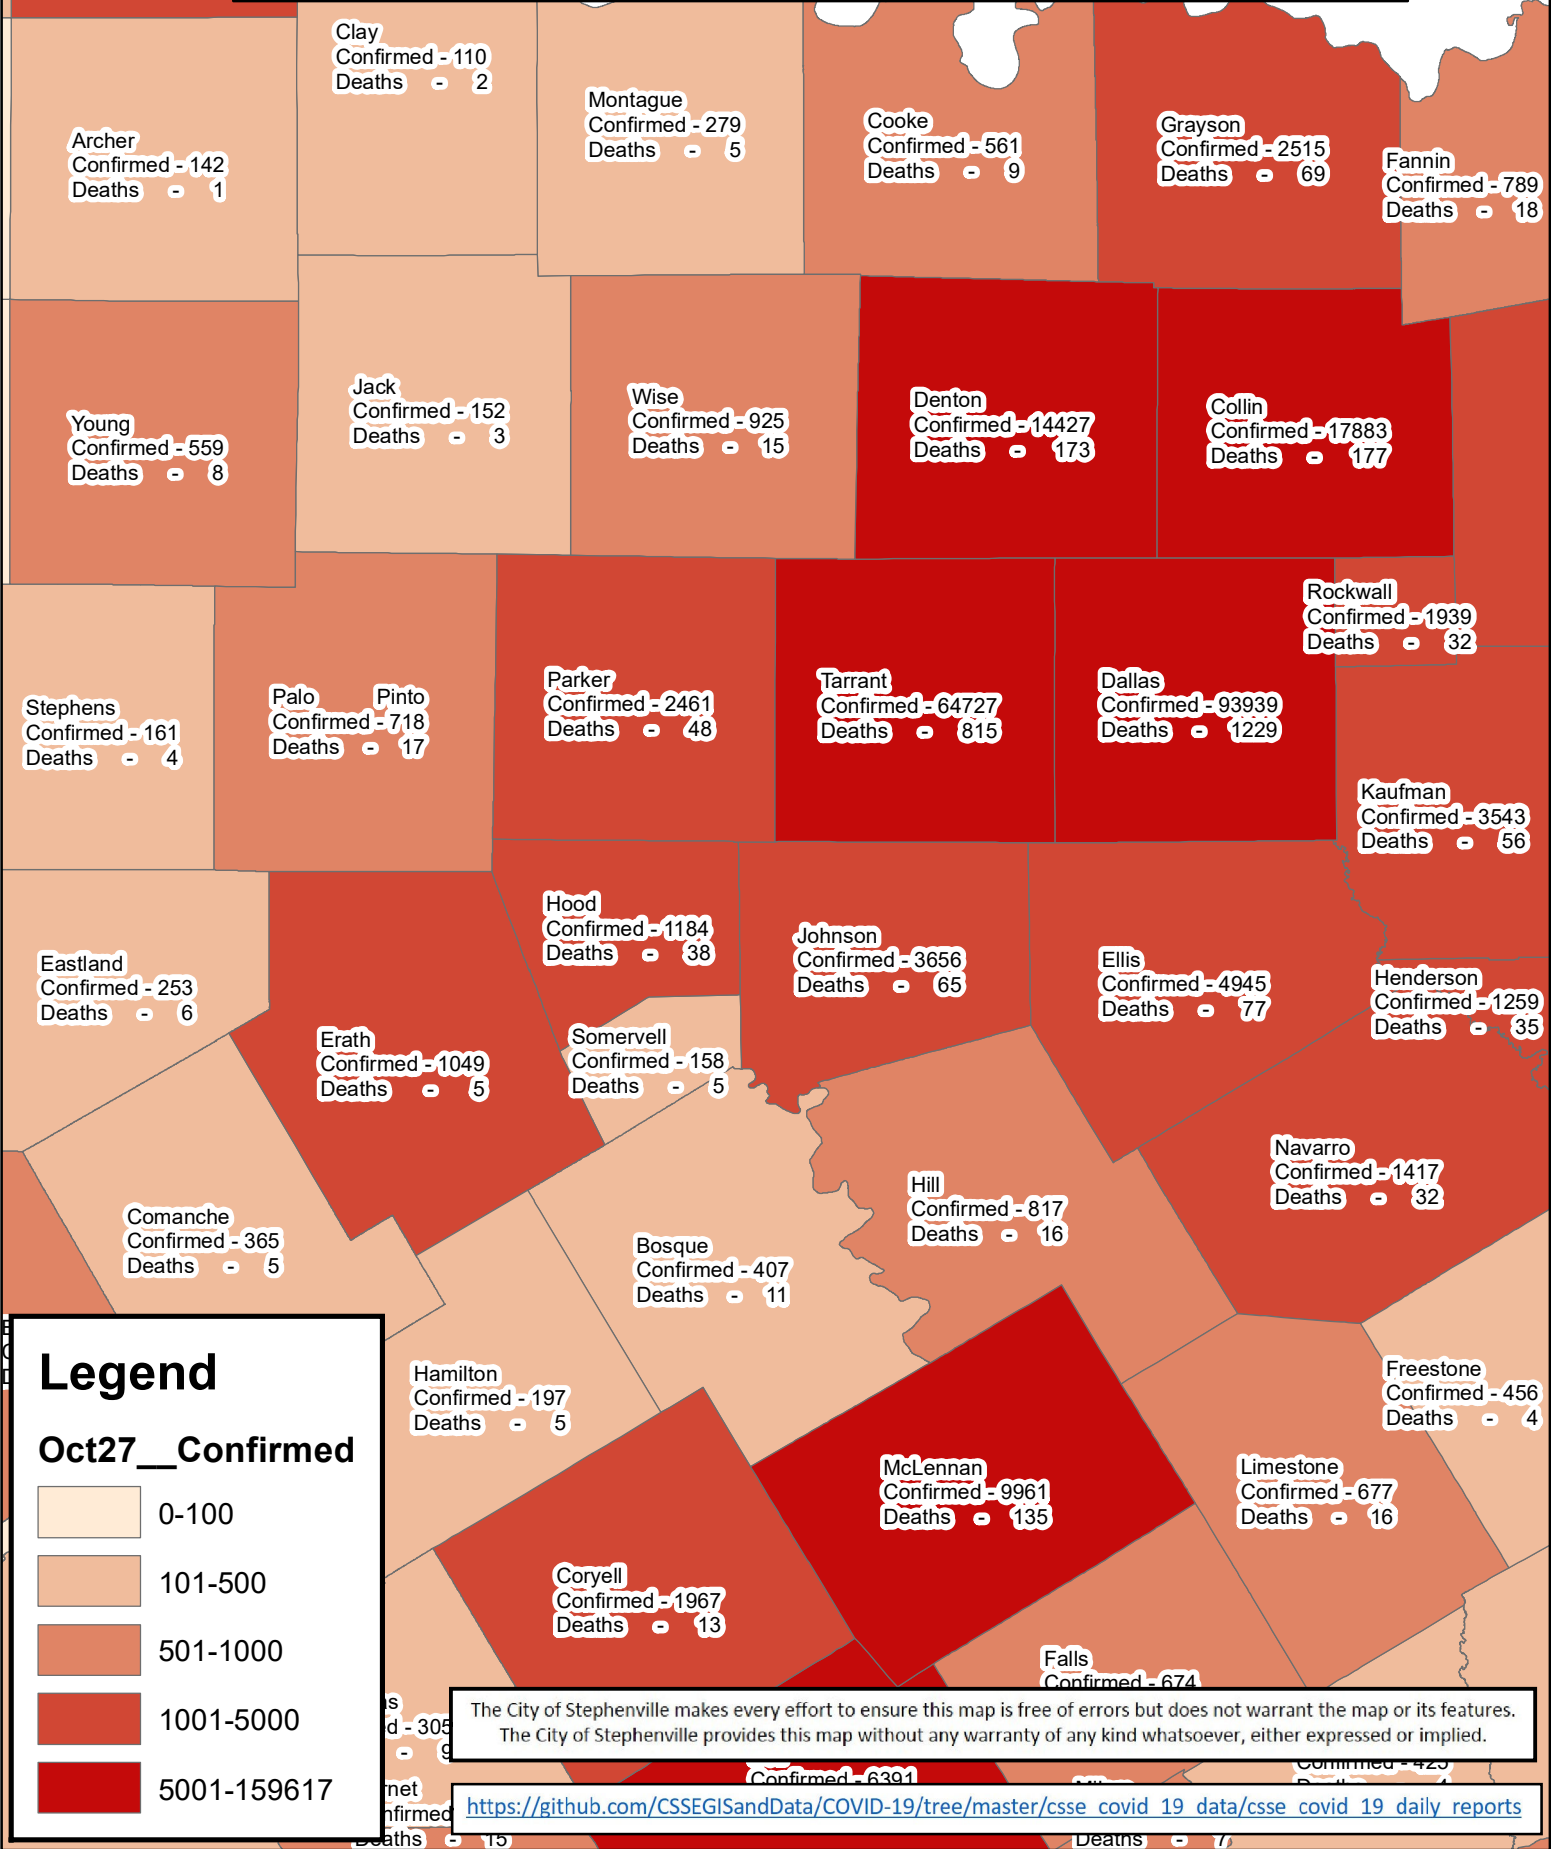 Clay
Confirmed - 110
Deaths - 2
Montague
Confirmed - 279
Deaths - 5
Cooke
Confirmed - 561
Deaths - 9
Grayson
Confirmed - 2515
Deaths - 69
Fannin
Confirmed - 789
Deaths - 18
Archer
Confirmed - 142
Deaths - 1
Young
Confirmed - 559
Deaths - 8
Jack
Confirmed - 152
Deaths - 3
Wise
Confirmed - 925
Deaths - 15
Denton
Confirmed - 14427
Deaths - 173
Collin
Confirmed - 17883
Deaths - 177
Rockwall
Confirmed - 1939
Deaths - 32
Stephens
Confirmed - 161
Deaths - 4
Palo Pinto
Confirmed - 718
Deaths - 17
Parker
Confirmed - 2461
Deaths - 48
Tarrant
Confirmed - 64727
Deaths - 815
Dallas
Confirmed - 93939
Deaths - 1229
Kaufman
Confirmed - 3543
Deaths - 56
Eastland
Confirmed - 253
Deaths - 6
Hood
Confirmed - 1184
Deaths - 38
Johnson
Confirmed - 3656
Deaths - 65
Ellis
Confirmed - 4945
Deaths - 77
Henderson
Confirmed - 1259
Deaths - 35
Erath
Confirmed - 1049
Deaths - 5
Somervell
Confirmed - 158
Deaths - 5
Navarro
Confirmed - 1417
Deaths - 32
Comanche
Confirmed - 365
Deaths - 5
Bosque
Confirmed - 407
Deaths - 11
Hill
Confirmed - 817
Deaths - 16
Hamilton
Confirmed - 197
Deaths - 5
Freestone
Confirmed - 456
Deaths - 4
McLennan
Confirmed - 9961
Deaths - 135
Limestone
Confirmed - 677
Deaths - 16
Coryell
Confirmed - 1967
Deaths - 13
Falls
Confirmed - 674
Legend
Oct27__Confirmed
0-100
101-500
501-1000
1001-5000
5001-159617
- 305
- 9
The City of Stephenville makes every effort to ensure this map is free of errors but does not warrant the map or its features.
The City of Stephenville provides this map without any warranty of any kind whatsoever, either expressed or implied.
Confirmed - 6391
Confirmed - 425
https://github.com/CSSEGISandData/COVID-19/tree/master/csse_covid_19_data/csse_covid_19_daily_reports
Deaths - 15
Deaths - 7